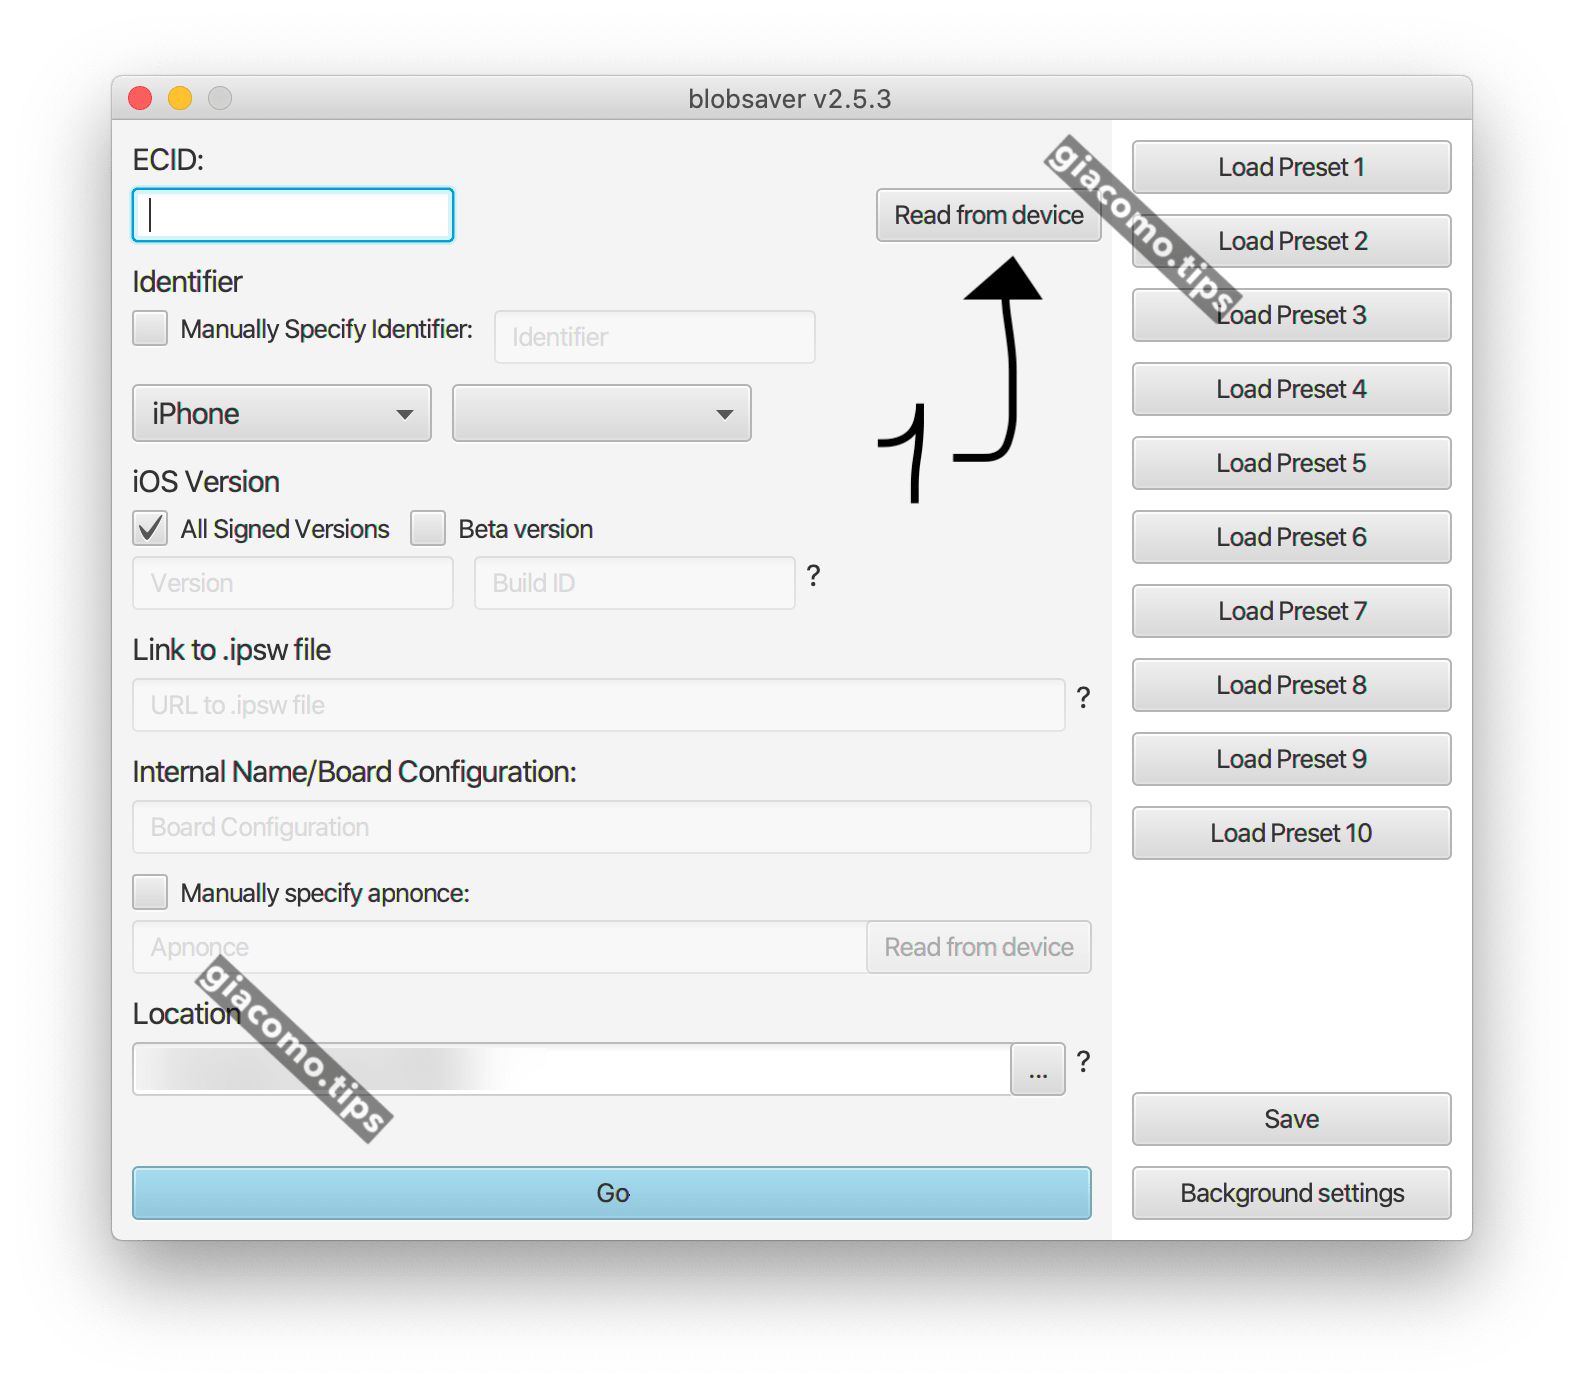 blobsaver v2.5.3
ECID:
Read from device
Identifier
Manually Specify Identifier:
Identifier
iPhone
1
iOS Version
All Signed Versions
Beta version
Version
Build ID
?
Link to .ipsw file
URL to .ipsw file
?
Internal Name/Board Configuration:
Board Configuration
Manually specify apnonce:
Apnonce
Read from device
Location
...
?
Go
Load Preset 1
Load Preset 2
Load Preset 3
Load Preset 4
Load Preset 5
Load Preset 6
Load Preset 7
Load Preset 8
Load Preset 9
Load Preset 10
Save
Background settings
giacomo.tips
giacomo.tips